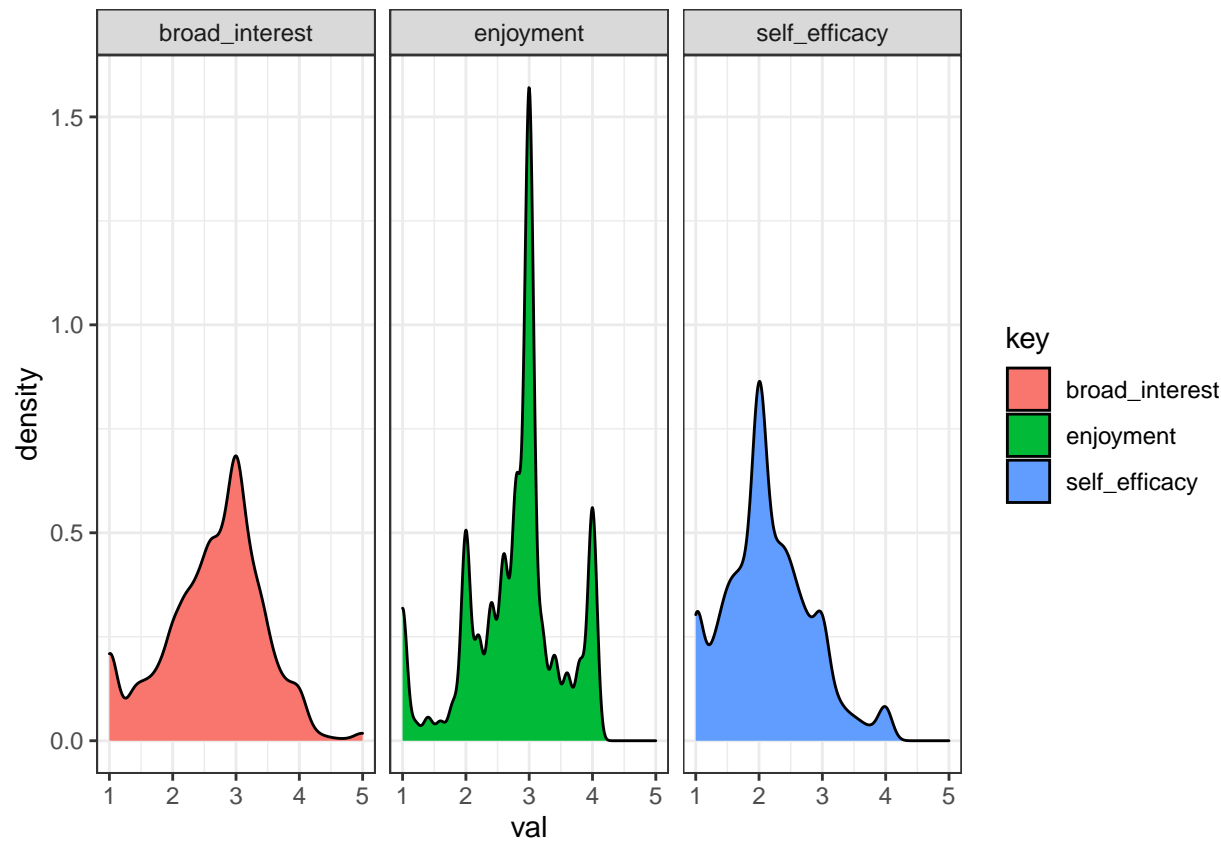 broad_interest enjoyment self_efficacy
1.5
1.0
0.5
0.0
density
1 2 3 4 5 1 2 3 4 5 1 2 3 4 5
val
key
broad_interest
enjoyment
self_efficacy